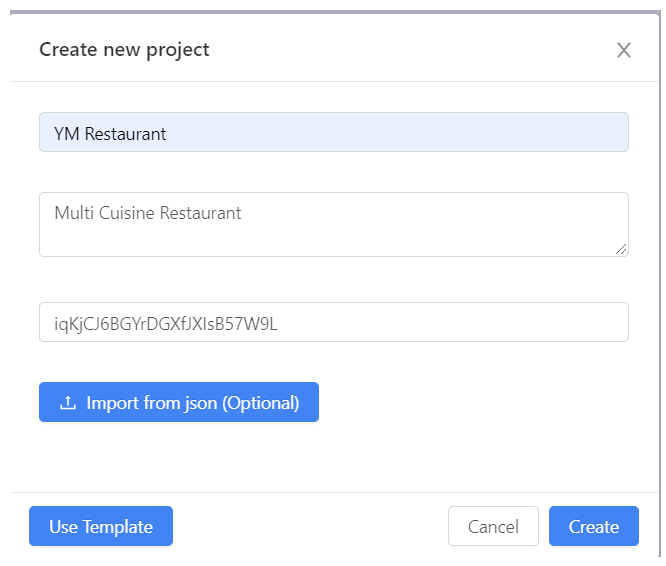 Create new project
YM Restaurant
Multi Cuisine Restaurant
iqKjCJ6BGYrDGXfJXIsB57W9L
Import from json (Optional)
Use Template
Cancel
Create